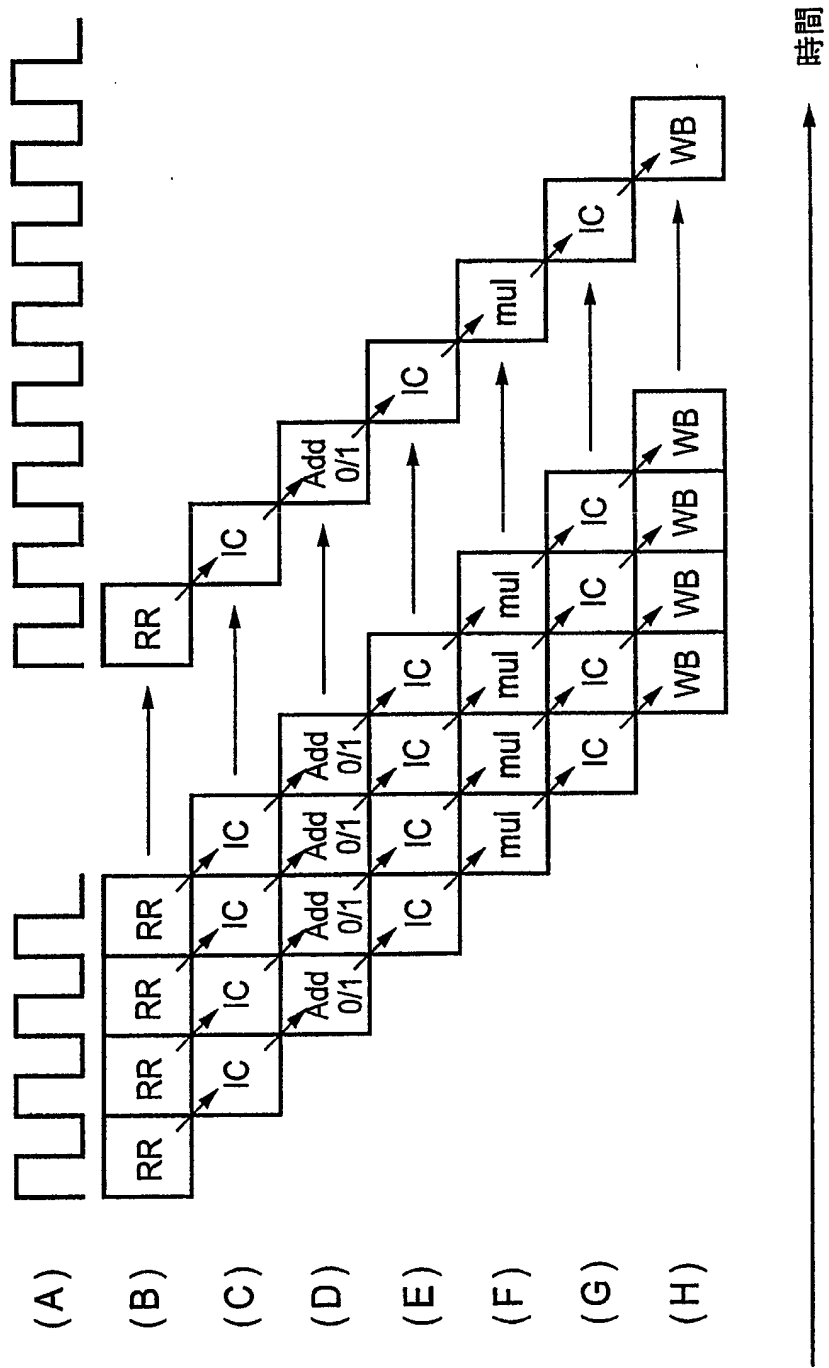 (A)
(B) RR RR RR RR RR
(C) IC IC IC IC IC
(D) Add Add Add Add Add
0/1 0/1 0/1 0/1 0/1
(E) IC IC IC IC IC
(F) mul mul mul mul mul
(G) IC IC IC IC IC
(H) WB WB WB WB WB
時間